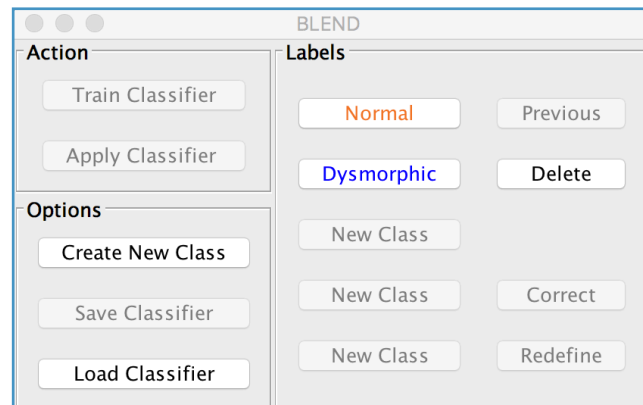 BLEND
Action
Train Classifier
Apply Classifier
Options
Create New Class
Save Classifier
Load Classifier
Labels
Normal
Previous
Dysmorphic
Delete
New Class
New Class
Correct
New Class
Redefine